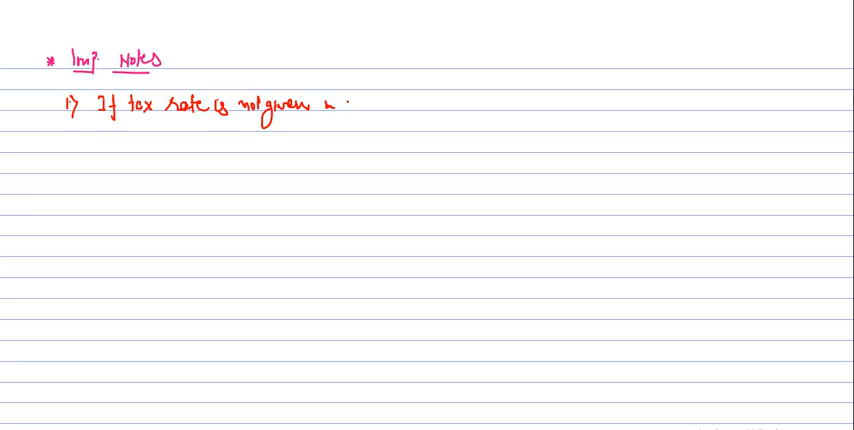 * Imp. Notes
1) If tax rate is not given